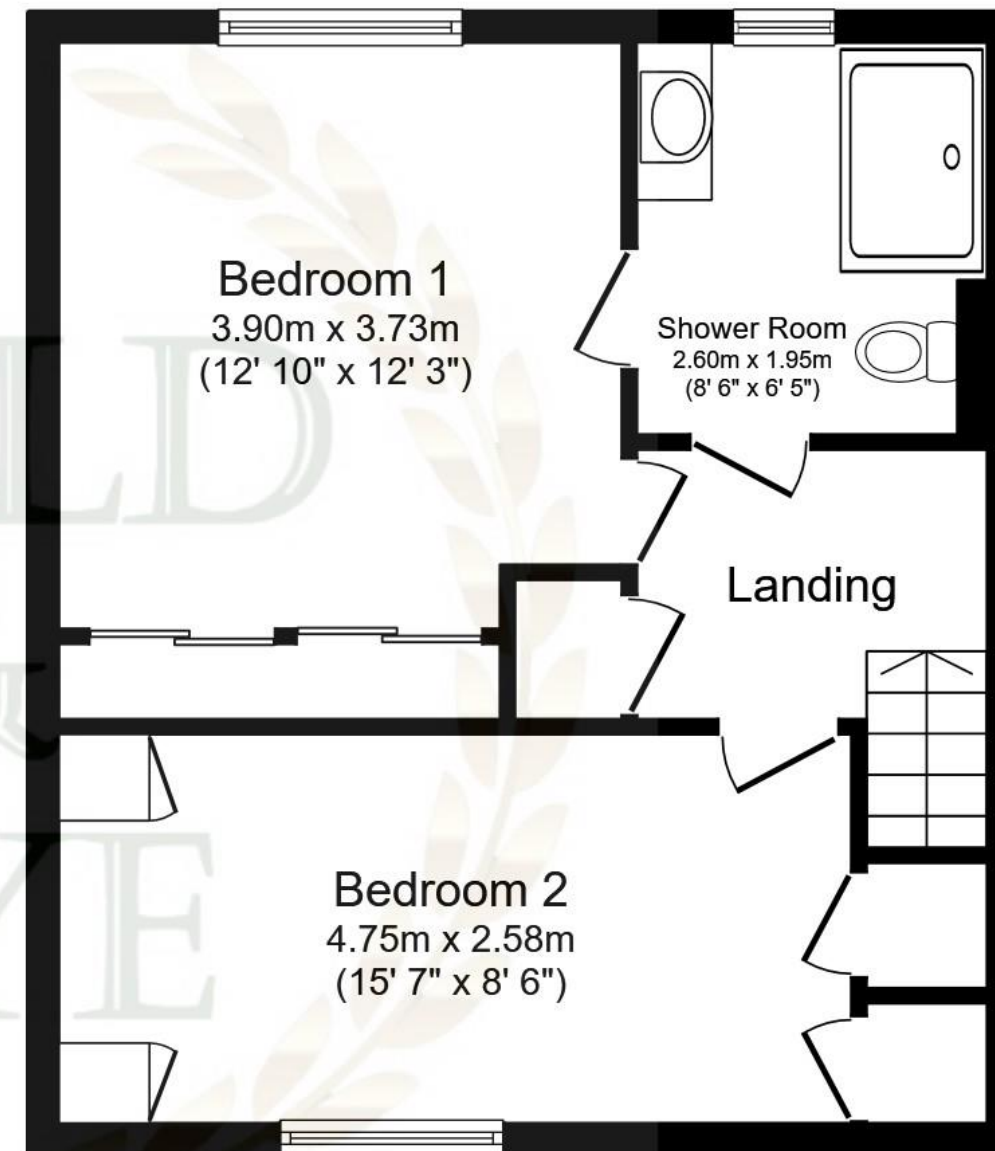 Bedroom 1
3.90m x 3.73m
(12' 10" x 12' 3")
Shower Room
2.60m x 1.95m
(8' 6" x 6' 5")
Landing
Bedroom 2
4.75m x 2.58m
(15' 7" x 8' 6")